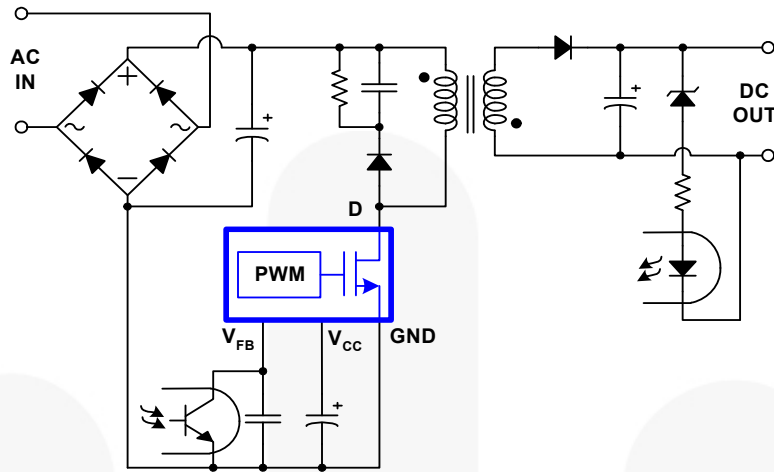 AC
IN
+
~
~
−
+
+
DC
OUT
D
PWM
VFB
VCC
GND
+